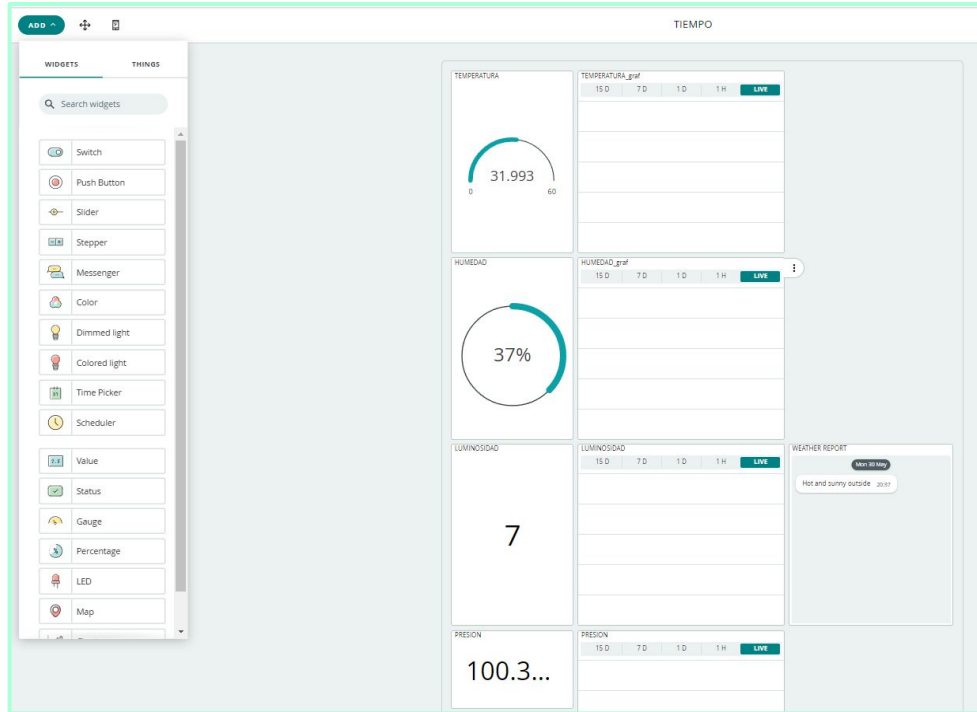 ADD
TIEMPO
WIDGETS THINGS
Search widgets
Switch
Push Button
Slider
Stepper
Messenger
Color
Dimmed light
Colored light
Time Picker
Scheduler
Value
Status
Gauge
Percentage
LED
Map
TEMPERATURA
31.993
0 60
TEMPERATURA_graf
15 D 7 D 1 D 1 H LIVE
HUMEDAD
37%
HUMEDAD_graf
15 D 7 D 1 D 1 H LIVE
LUMINOSIDAD
7
LUMINOSIDAD
15 D 7 D 1 D 1 H LIVE
WEATHER REPORT
Mon 30 May
Hot and sunny outside 20:37
PRESION
100.3...
PRESION
15 D 7 D 1 D 1 H LIVE